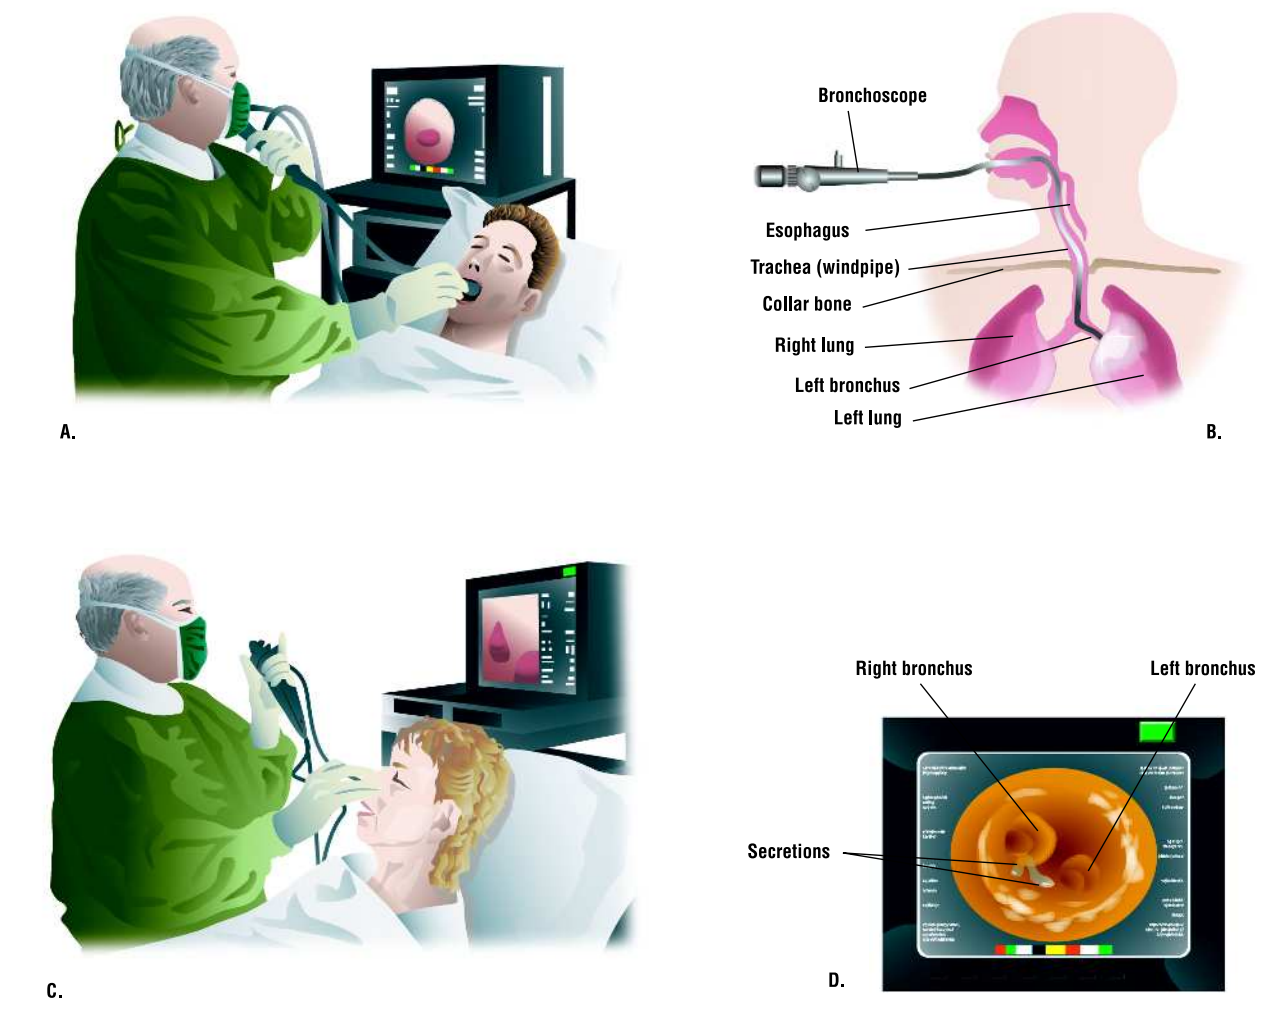 Bronchoscope
Esophagus
Trachea (windpipe)
Collar bone
Right lung
Left bronchus
Left lung
A.
B.
Right bronchus
Left bronchus
Secretions
C.
D.